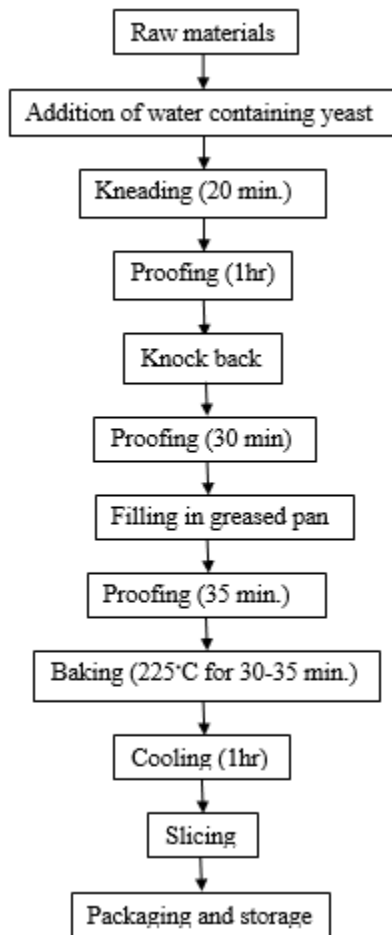 Raw materials
Addition of water containing yeast
Kneading (20 min.)
Proofing (1hr)
Knock back
Proofing (30 min)
Filling in greased pan
Proofing (35 min.)
Baking (225°C for 30-35 min.)
Cooling (1hr)
Slicing
Packaging and storage